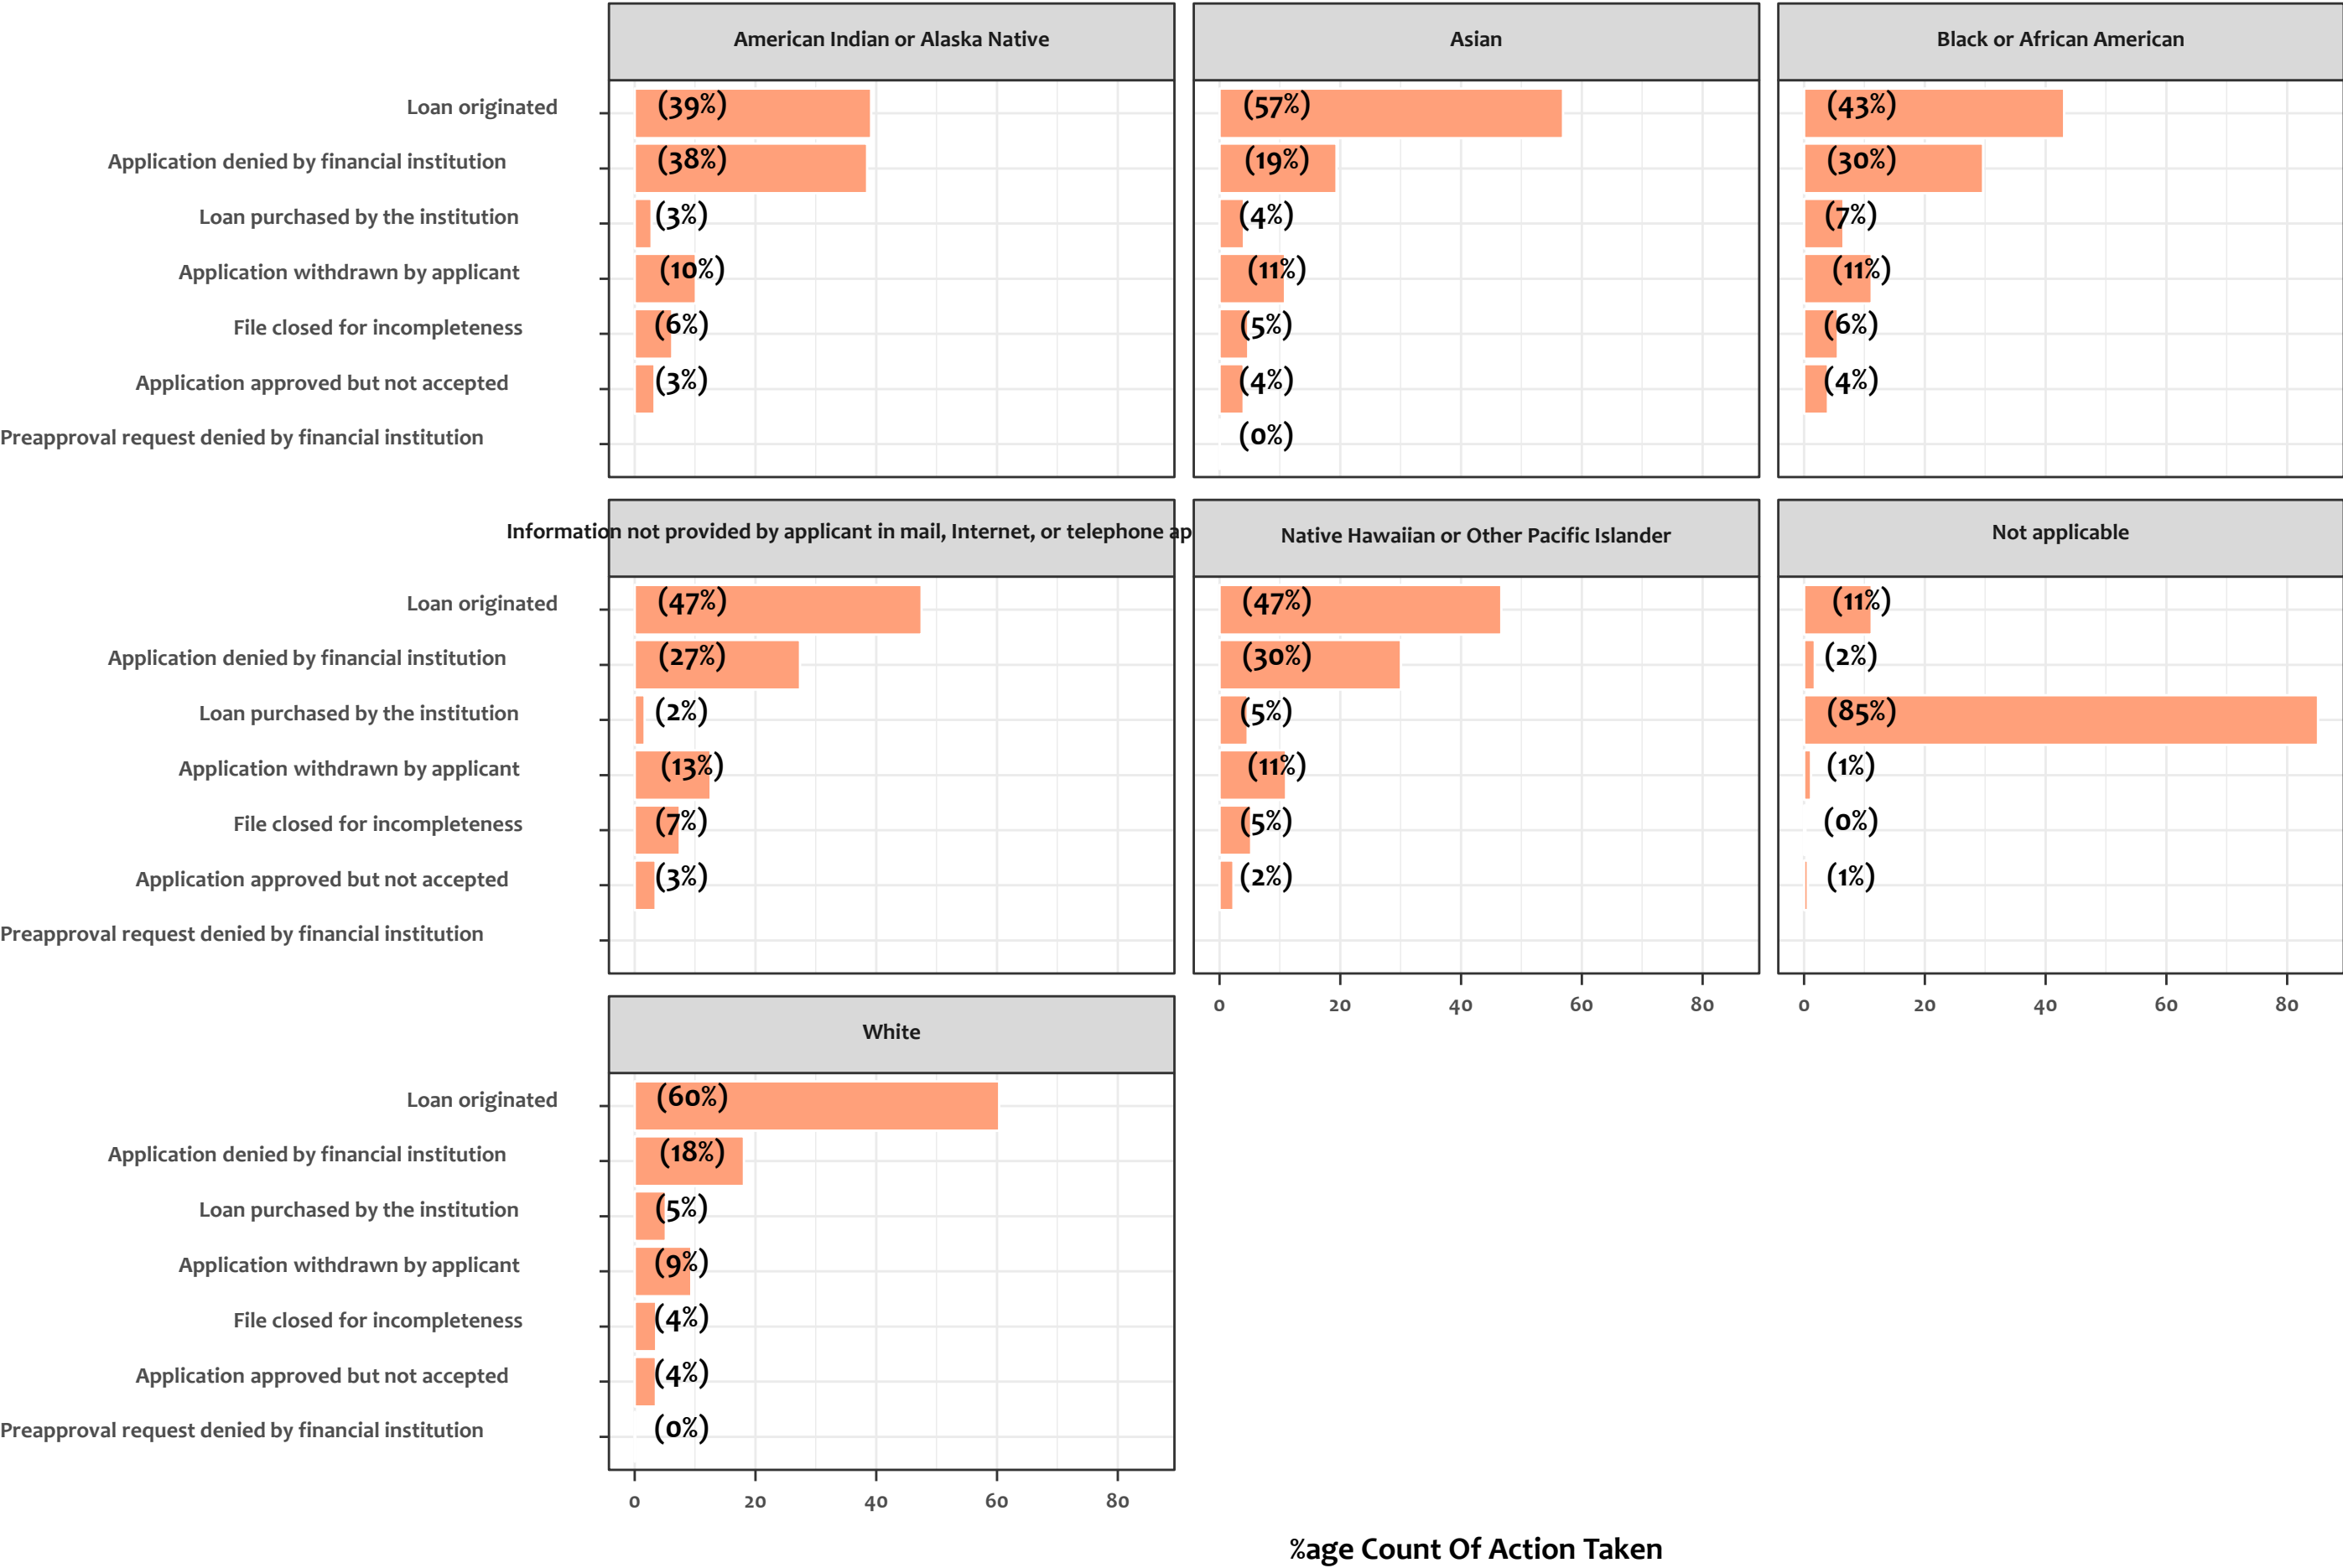 American Indian or Alaska Native
Asian
Black or African American
Loan originated
(39%)
(57%)
(43%)
Application denied by financial institution
(38%)
(19%)
(30%)
Loan purchased by the institution
(3%)
(4%)
(7%)
Application withdrawn by applicant
(10%)
(11%)
(11%)
File closed for incompleteness
(6%)
(5%)
(6%)
Application approved but not accepted
(3%)
(4%)
(4%)
Preapproval request denied by financial institution
(0%)
Information not provided by applicant in mail, Internet, or telephone ap
Native Hawaiian or Other Pacific Islander
Not applicable
Loan originated
(47%)
(47%)
(11%)
Application denied by financial institution
(27%)
(30%)
(2%)
Loan purchased by the institution
(2%)
(5%)
(85%)
Application withdrawn by applicant
(13%)
(11%)
(1%)
File closed for incompleteness
(7%)
(5%)
(0%)
Application approved but not accepted
(3%)
(2%)
(1%)
Preapproval request denied by financial institution
0 20 40 60 80
0 20 40 60 80
White
Loan originated
(60%)
Application denied by financial institution
(18%)
Loan purchased by the institution
(5%)
Application withdrawn by applicant
(9%)
File closed for incompleteness
(4%)
Application approved but not accepted
(4%)
Preapproval request denied by financial institution
(0%)
0 20 40 60 80
%age Count Of Action Taken